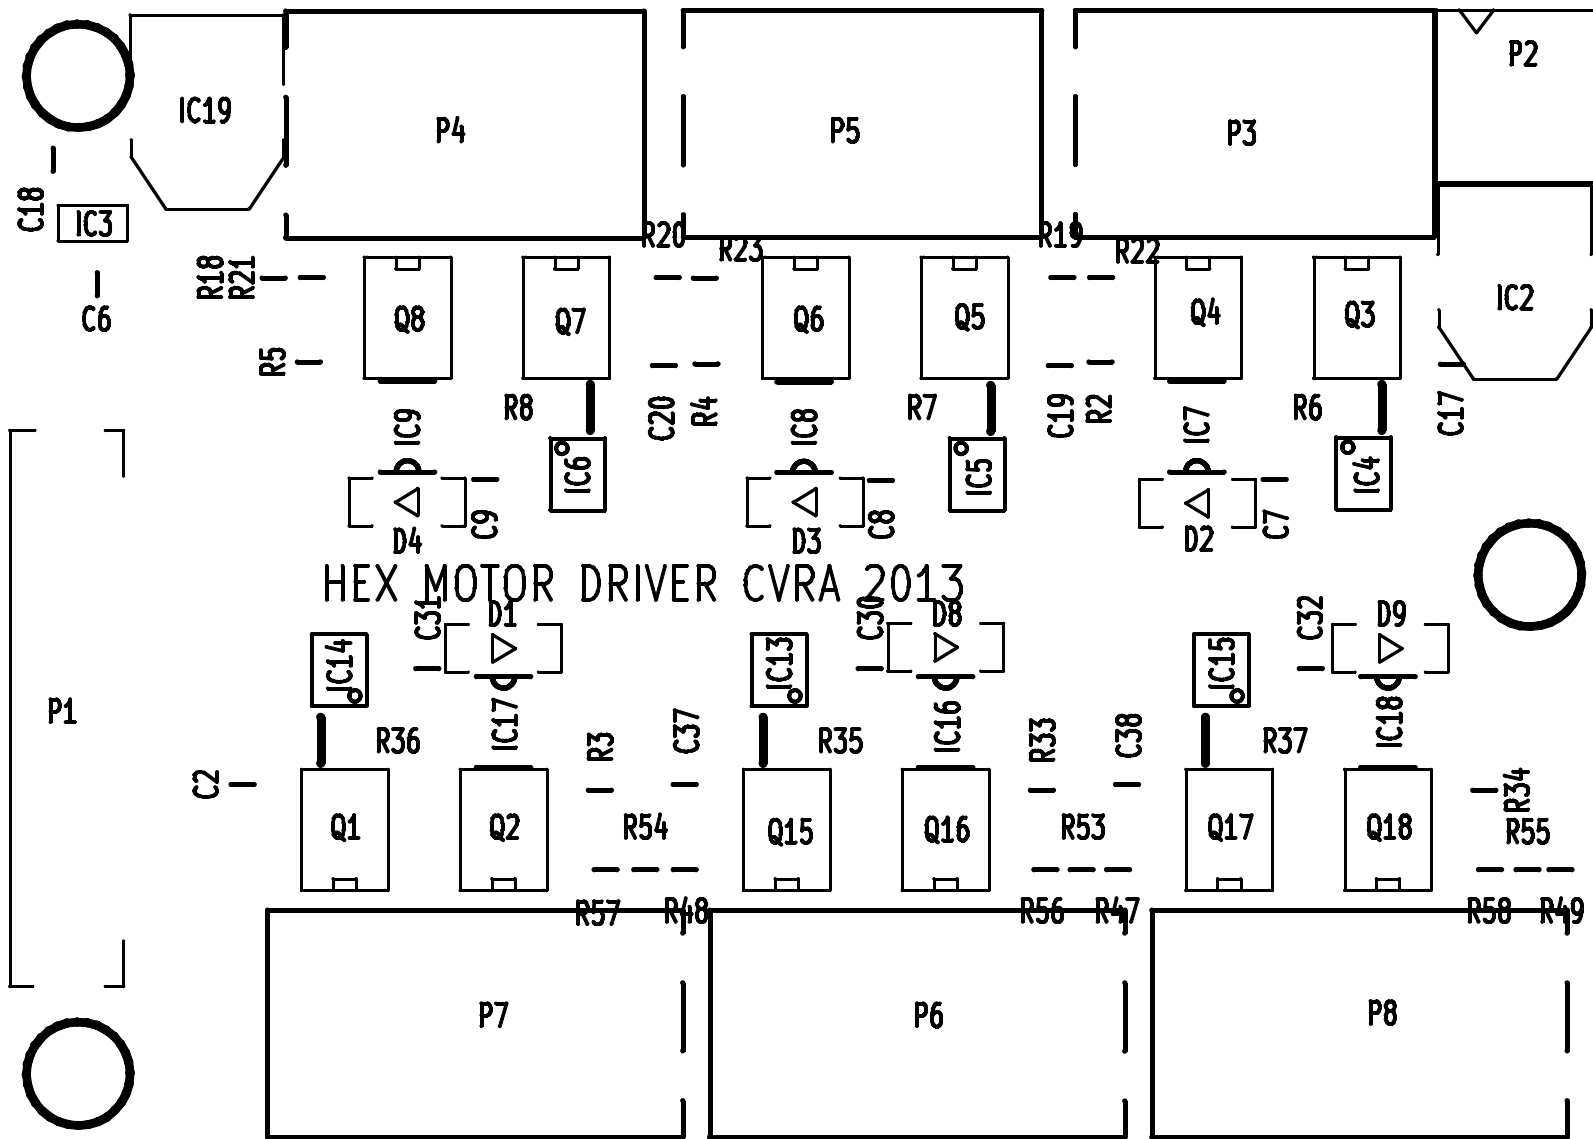 P2
IC19
P4
P5
P3
C18
IC3
R20
R23
R19
R22
R18
R21
C6
Q8
Q7
Q6
Q5
Q4
Q3
IC2
R5
R8
C20
R4
R7
C19
R2
R6
C17
IC9
IC8
IC7
IC6
IC5
IC4
C9
C8
C7
D4
D3
D2
HEX MOTOR DRIVER CVRA 2013
C31
D1
C30
D8
C32
D9
IC14
IC13
IC15
P1
IC17
IC16
IC18
R36
R3
C37
R35
R33
C38
R37
C2
R34
Q1
Q2
R54
Q15
Q16
R53
Q17
Q18
R55
R57
R48
R56
R47
R58
R49
P7
P6
P8